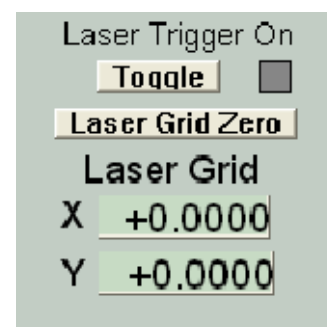 Laser Trigger On
Toggle
Laser Grid Zero
Laser Grid
X +0.0000
Y +0.0000